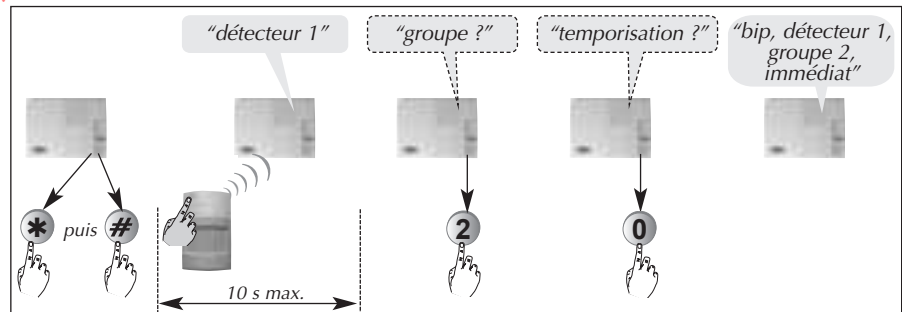 “détecteur 1”
“groupe ?”
“temporisation ?”
“bip, détecteur 1,
groupe 2,
immédiat”
* puis #
2
0
10 s max.